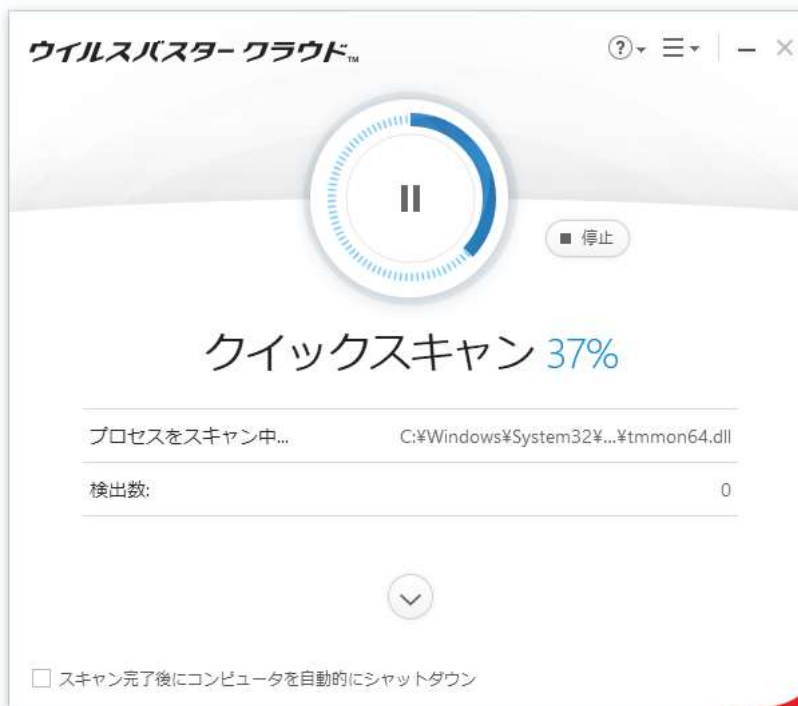 ウイルスバスター クラウド™
停止
クイックスキャン 37%
プロセスをスキャン中... C:¥Windows¥System32¥...¥tmmon64.dll
検出数: 0
スキャン完了後にコンピュータを自動的にシャットダウン